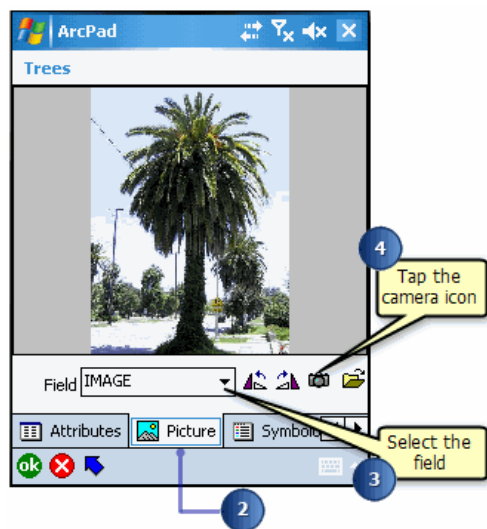 ArcPad
Trees
4
Tap the
camera icon
Field IMAGE
Attributes Picture Symbolo
Select the
field
ok
3
2